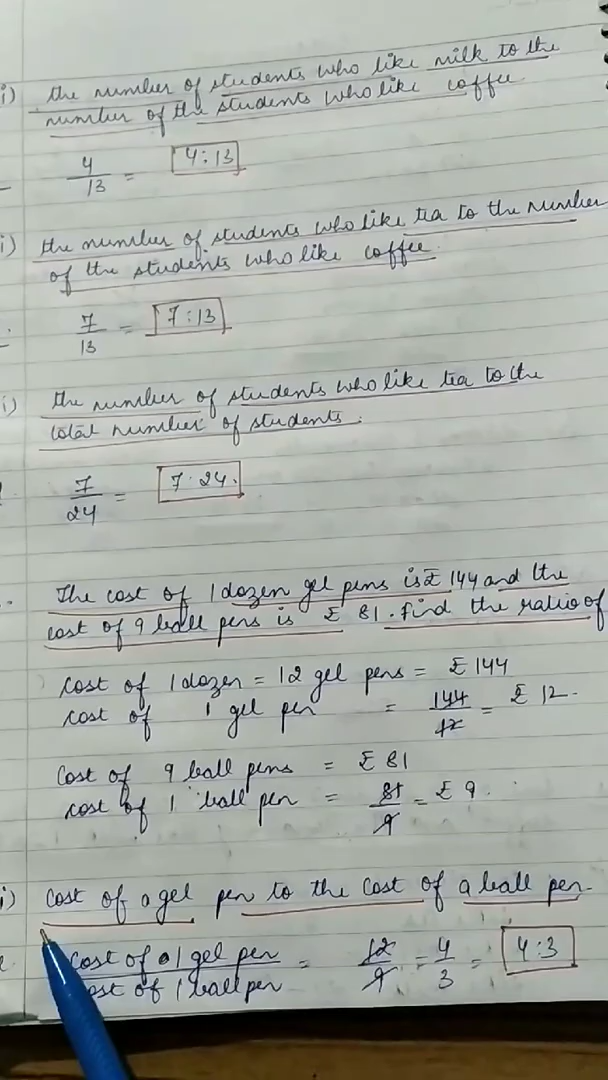 i) the number of students who like milk to the
number of the students who like coffee
4/13 = 4:13
i) the number of students who like tea to the number
of the students who like coffee.
7/13 = 7:13
i) the number of students who like tea to the
total number of students.
7/24 = 7:24.
The cost of 1 dozen gel pens is ₹ 144 and the
cost of 9 ball pens is ₹ 81. find the ratio of
cost of 1 dozen = 12 gel pens = ₹ 144
cost of 1 gel pen = 144/12 = ₹ 12.
Cost of 9 ball pens = ₹ 81
cost of 1 ball pen = 81/9 = ₹ 9.
i) Cost of a gel pen to the cost of a ball pen.
cost of 1 gel pen/cost of 1 ball pen = 12/9 = 4/3 = 4:3